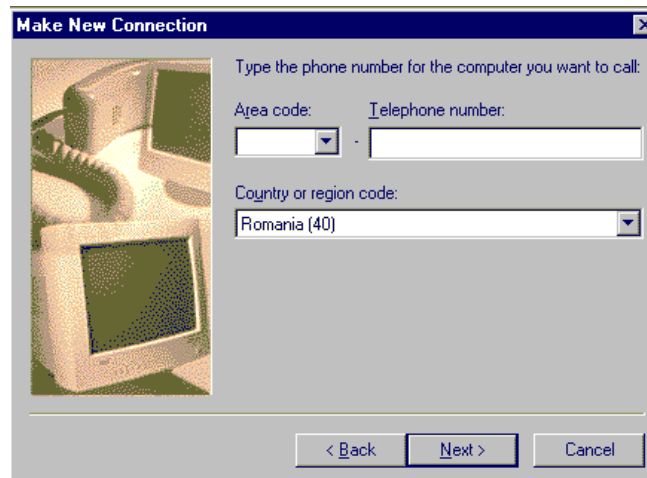 Make New Connection
Type the phone number for the computer you want to call:
Area code: Telephone number:
-
Country or region code:
Romania (40)
< Back Next > Cancel